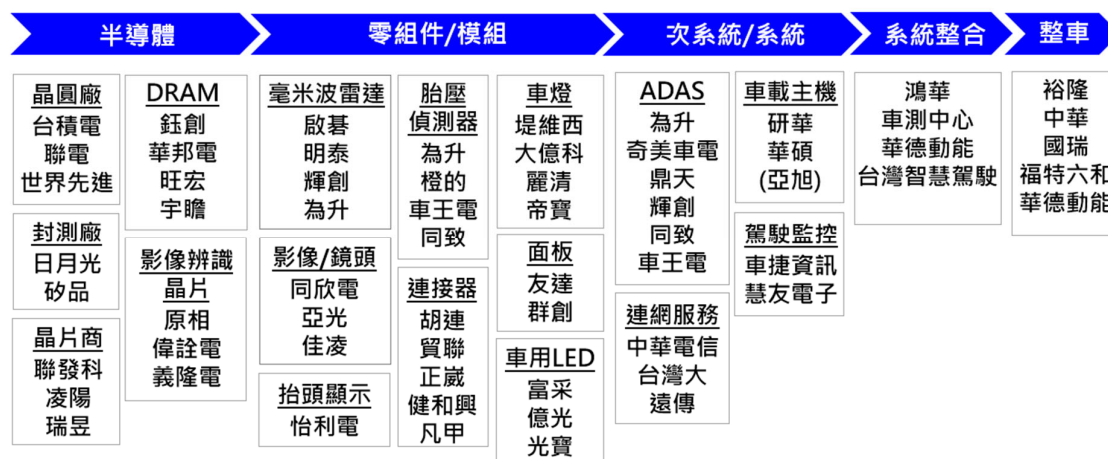 半導體
零組件/模組
次系統/系統
系統整合
整車
晶圓廠
台積電
聯電
世界先進
封測廠
日月光
矽品
晶片商
聯發科
凌陽
瑞昱
DRAM
鈺創
華邦電
旺宏
宇瞻
影像辨識
晶片
原相
偉詮電
義隆電
毫米波雷達
啟碁
明泰
輝創
為升
影像/鏡頭
同欣電
亞光
佳凌
抬頭顯示
怡利電
胎壓
偵測器
為升
橙的
車王電
同致
連接器
胡連
貿聯
正崴
健和興
凡甲
車燈
堤維西
大億科
麗清
帝寶
面板
友達
群創
車用LED
富采
億光
光寶
ADAS
為升
奇美車電
鼎天
輝創
同致
車王電
連網服務
中華電信
台灣大
遠傳
車載主機
研華
華碩
(亞旭)
駕駛監控
車捷資訊
慧友電子
鴻華
車測中心
華德動能
台灣智慧駕駛
裕隆
中華
國瑞
福特六和
華德動能